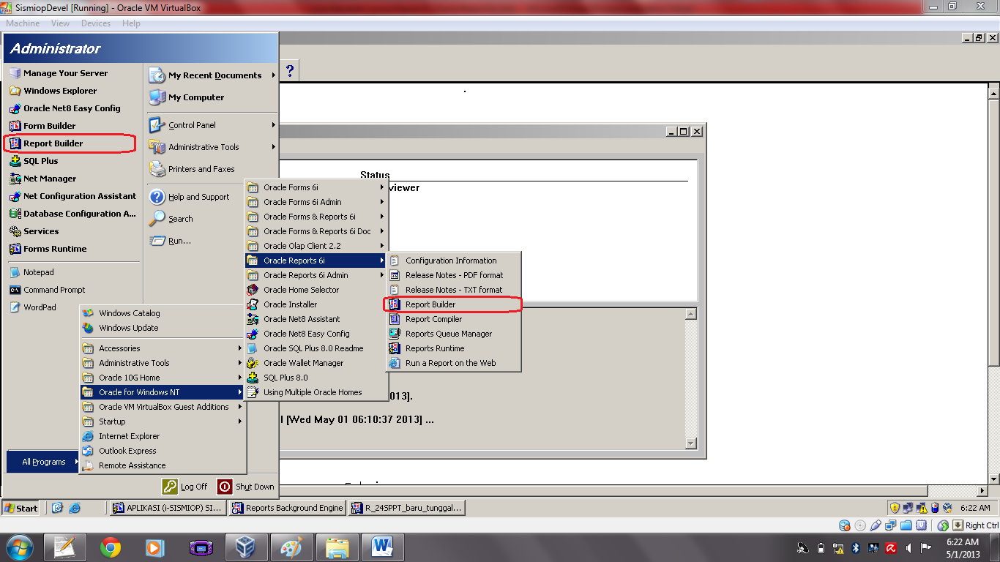 SismiopDevel [Running] - Oracle VM VirtualBox
Machine View Devices Help
Administrator
Manage Your Server
Windows Explorer
Oracle Net8 Easy Config
Form Builder
Report Builder
SQL Plus
Net Manager
Net Configuration Assistant
Database Configuration A...
Services
Forms Runtime
Notepad
Command Prompt
WordPad
All Programs
My Recent Documents
My Computer
Control Panel
Administrative Tools
Printers and Faxes
Help and Support
Search
Run...
Log Off
Shut Down
Windows Catalog
Windows Update
Accessories
Administrative Tools
Oracle 10G Home
Oracle for Windows NT
Oracle VM VirtualBox Guest Additions
Startup
Internet Explorer
Outlook Express
Remote Assistance
Oracle Forms 6i
Oracle Forms 6i Admin
Oracle Forms & Reports 6i
Oracle Forms & Reports 6i Doc
Oracle Olap Client 2.2
Oracle Reports 6i
Oracle Reports 6i Admin
Oracle Home Selector
Oracle Installer
Oracle Net8 Assistant
Oracle Net8 Easy Config
Oracle SQL Plus 8.0 Readme
Oracle Wallet Manager
SQL Plus 8.0
Using Multiple Oracle Homes
Configuration Information
Release Notes - PDF format
Release Notes - TXT format
Report Builder
Report Compiler
Reports Queue Manager
Reports Runtime
Run a Report on the Web
?
Status
viewer
013].
l [Wed May 01 06:10:37 2013] ...
Start
APLIKASI (i-SISMIOP) SI...
Reports Background Engine
R_24SPPT_baru_tunggal...
6:22 AM
Right Ctrl
6:22 AM
5/1/2013